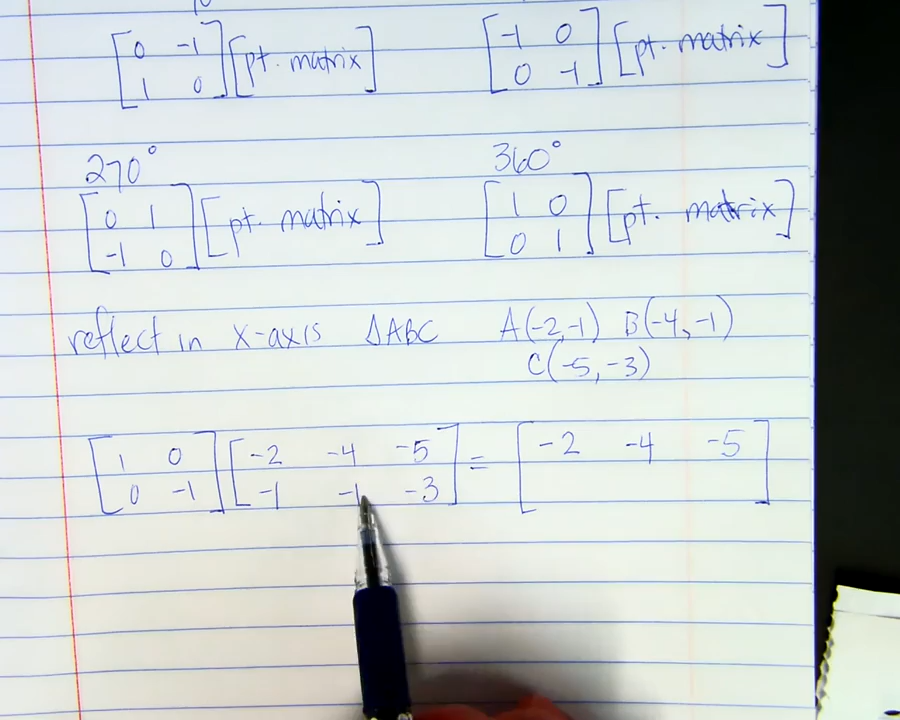 [0 -1] [pt. matrix] [-1 0] [pt. matrix]
[1 0] [0 -1]
270° 360°
[0 1] [pt. matrix] [1 0] [pt. matrix]
[-1 0] [0 1]
reflect in x-axis ΔABC A(-2,-1) B(-4,-1)
C(-5,-3)
[1 0] [-2 -4 -5] = [-2 -4 -5]
[0 -1] [-1 -1 -3]